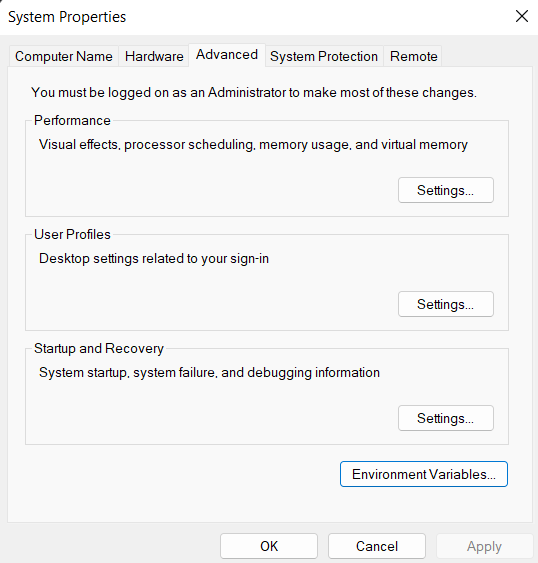 System Properties
Computer Name Hardware Advanced System Protection Remote
You must be logged on as an Administrator to make most of these changes.
Performance
Visual effects, processor scheduling, memory usage, and virtual memory
Settings...
User Profiles
Desktop settings related to your sign-in
Settings...
Startup and Recovery
System startup, system failure, and debugging information
Settings...
Environment Variables...
OK Cancel Apply